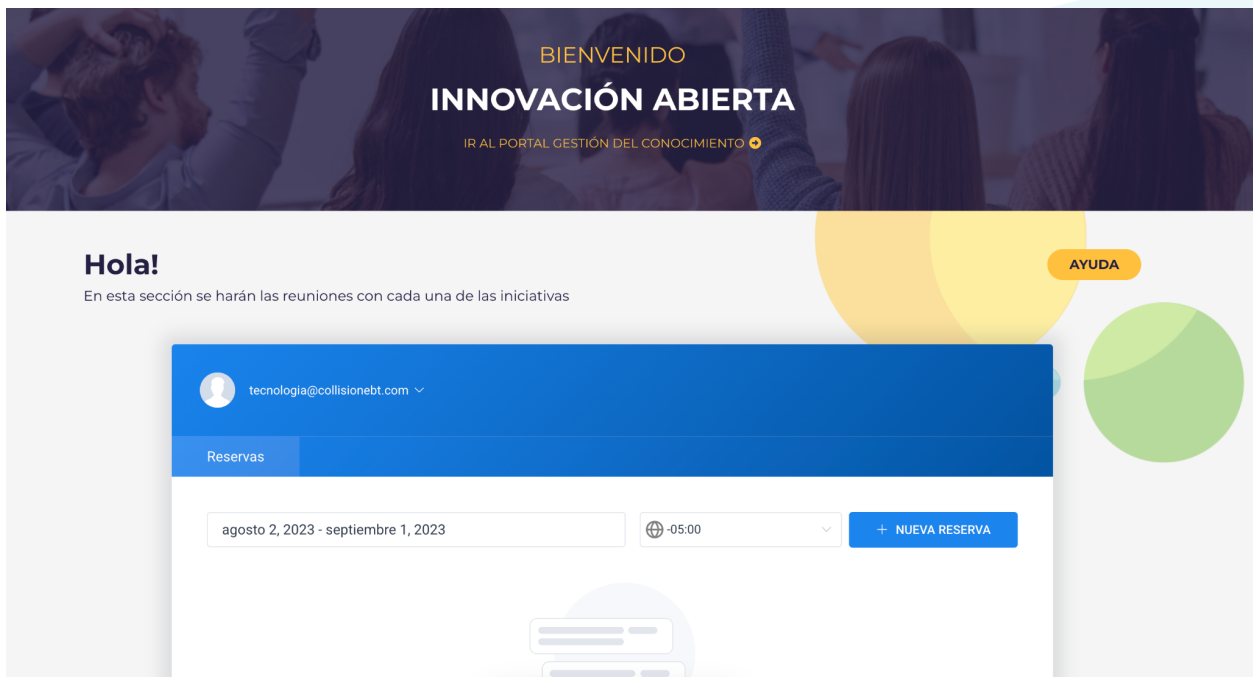 BIENVENIDO
INNOVACIÓN ABIERTA
IR AL PORTAL GESTIÓN DEL CONOCIMIENTO
Hola!
AYUDA
En esta sección se harán las reuniones con cada una de las iniciativas
tecnologia@collisionebt.com
Reservas
agosto 2, 2023 - septiembre 1, 2023
-05:00
+ NUEVA RESERVA